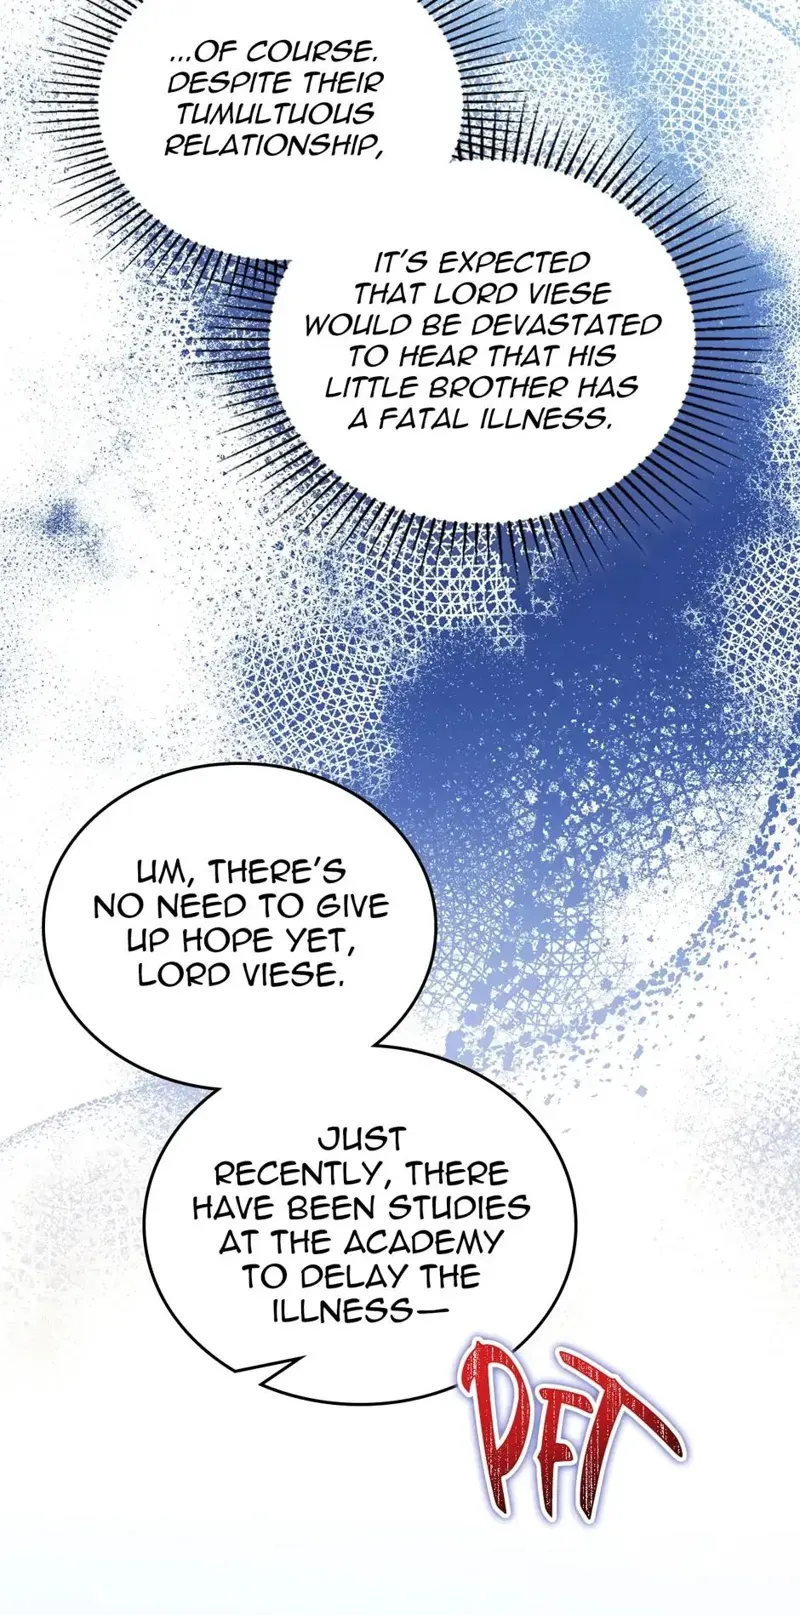 ...OF COURSE.
DESPITE THEIR
TUMULTUOUS
RELATIONSHIP,
IT'S EXPECTED
THAT LORD VIESE
WOULD BE DEVASTATED
TO HEAR THAT HIS
LITTLE BROTHER HAS
A FATAL ILLNESS.
UM, THERE'S
NO NEED TO GIVE
UP HOPE YET,
LORD VIESE.
JUST
RECENTLY, THERE
HAVE BEEN STUDIES
AT THE ACADEMY
TO DELAY THE
ILLNESS—
PFT